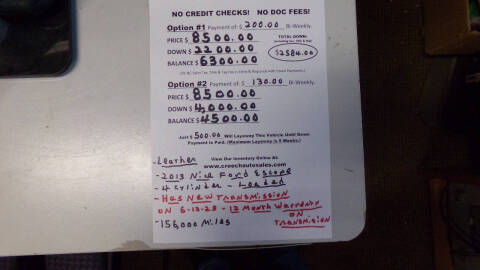 NO CREDIT CHECKS! NO DOC FEES!
Option #1 Payment of: $ 200.00 Bi-Weekly.
PRICE $ 8500.00
TOTAL DOWN:
DOWN $ 2200.00
$2584.00
BALANCE $ 6300.00
Option #2 Payment of: $ 130.00 Bi-Weekly.
PRICE $ 8500.00
DOWN $ 4,000.00
BALANCE $ 4500.00
Just $ 500.00 Will Layaway This Vehicle Until Down
Payment is Paid. (Maximum Layaway is 8 Weeks.)
View Our Inventory Online At:
www.creechautosales.com
- Leather
- 2013 Nice Ford Escape
- 4 Cylinder - Loaded
- Has New Transmission
on 6-13-23 - 12 Month Warranty
on
Transmission
- 156,000 Miles